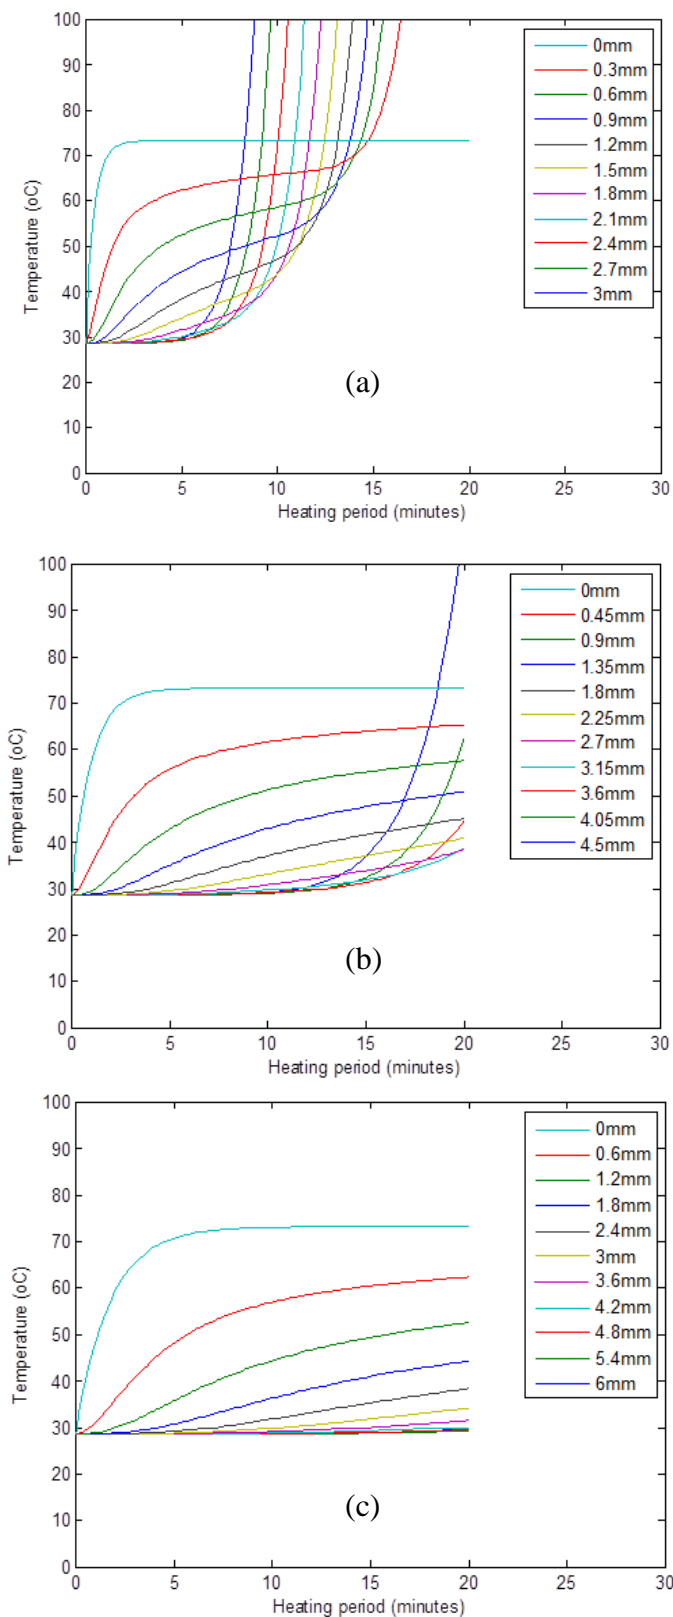 100
90
80
70
60
50
40
30
20
10
0
Temperature (oC)
0 5 10 15 20 25 30
Heating period (minutes)
0mm
0.3mm
0.6mm
0.9mm
1.2mm
1.5mm
1.8mm
2.1mm
2.4mm
2.7mm
3mm
(a)
100
90
80
70
60
50
40
30
20
10
0
Temperature (oC)
0 5 10 15 20 25 30
Heating period (minutes)
0mm
0.45mm
0.9mm
1.35mm
1.8mm
2.25mm
2.7mm
3.15mm
3.6mm
4.05mm
4.5mm
(b)
100
90
80
70
60
50
40
30
20
10
0
Temperature (oC)
0 5 10 15 20 25 30
Heating period (minutes)
0mm
0.6mm
1.2mm
1.8mm
2.4mm
3mm
3.6mm
4.2mm
4.8mm
5.4mm
6mm
(c)